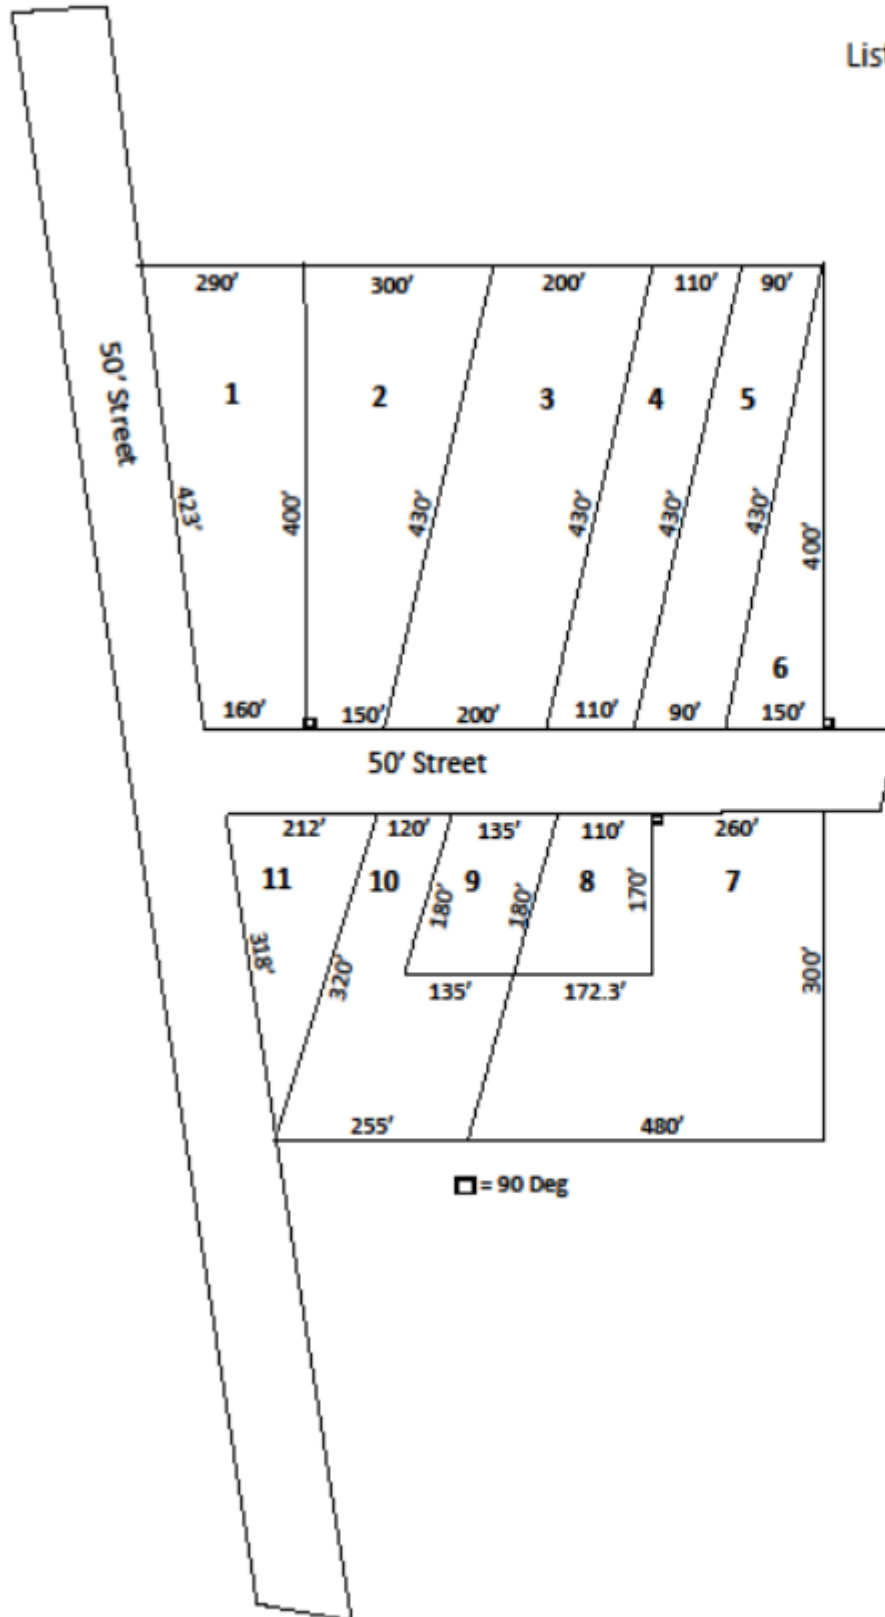 List
290' 300' 200' 110' 90'
50' Street
1 2 3 4 5
423' 400' 430' 430' 430' 430' 400'
6
160' 150' 200' 110' 90' 150'
50' Street
212' 120' 135' 110' 260'
11 10 9 8 7
180' 180' 170'
318' 320' 300'
135' 172.3'
255' 480'
= 90 Deg